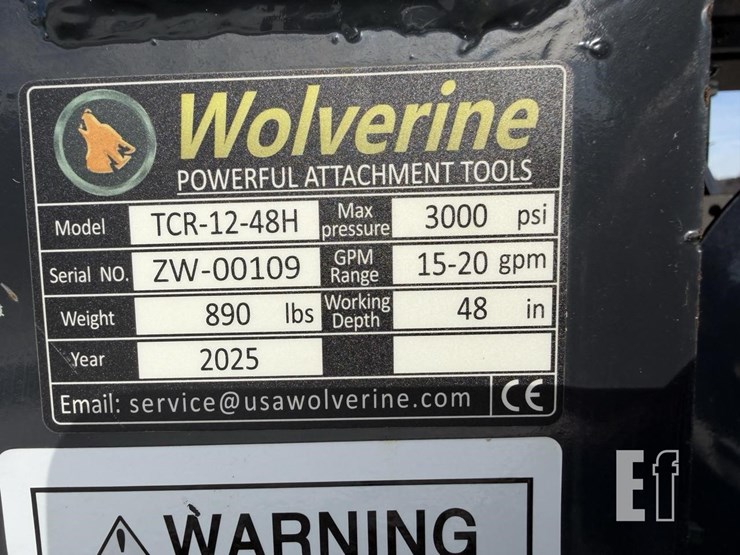 Wolverine
POWERFUL ATTACHMENT TOOLS
Model TCR-12-48H Max pressure 3000 psi
Serial NO. ZW-00109 GPM Range 15-20 gpm
Weight 890 lbs Working Depth 48 in
Year 2025
Email: service@usawolverine.com CE
WARNING
Ef